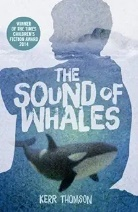 WINNER
OF THE TIMES
CHILDREN'S
FICTION AWARD
2014
THE
SOUND OF
WHALES
KERR THOMSON